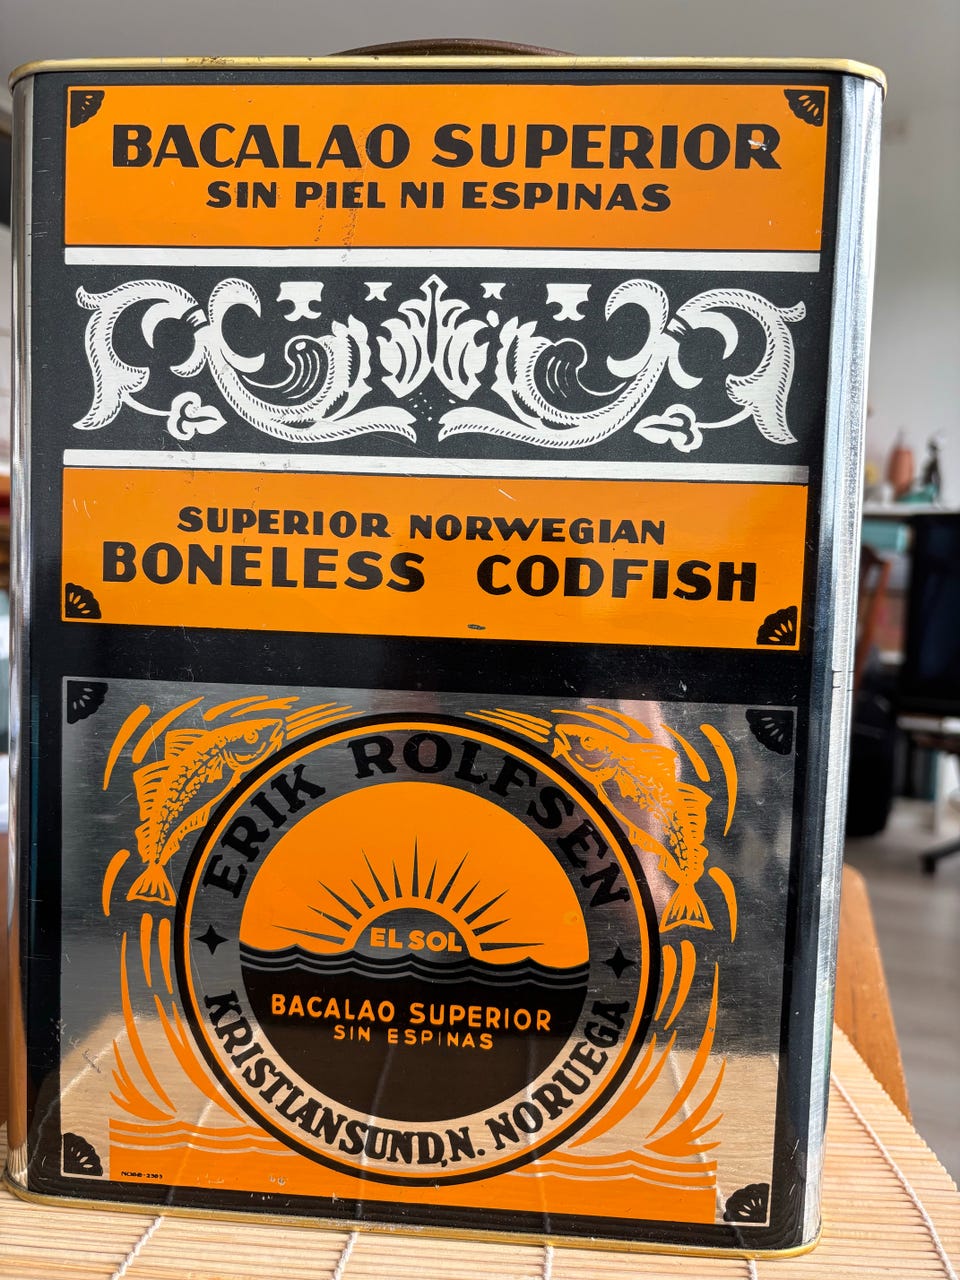 BACALAO SUPERIOR
SIN PIEL NI ESPINAS
SUPERIOR NORWEGIAN
BONELESS CODFISH
ERIK ROLFSEN
EL SOL
BACALAO SUPERIOR
SIN ESPINAS
KRISTIANSUND,N. NORUEGA